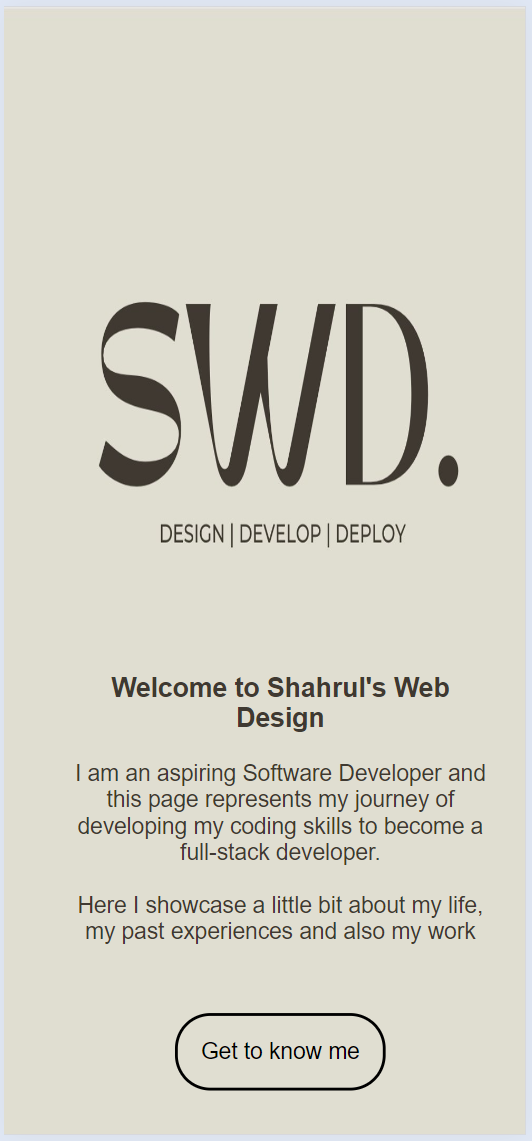 SWD.
DESIGN | DEVELOP | DEPLOY
Welcome to Shahrul's Web
Design
I am an aspiring Software Developer and
this page represents my journey of
developing my coding skills to become a
full-stack developer.
Here I showcase a little bit about my life,
my past experiences and also my work
Get to know me